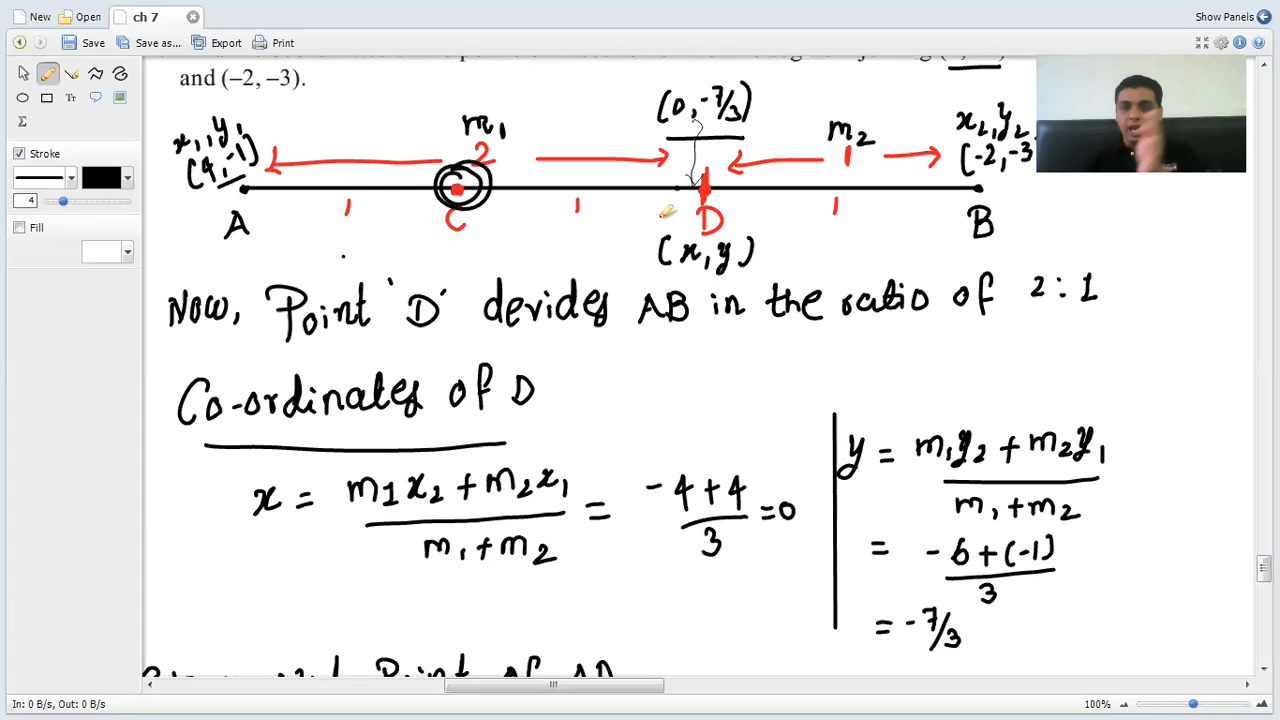 New Open ch 7 Show Panels
Save Save as... Export Print
and (−2, −3).
(0, -7/3)
x₁, y₁ m₁ m₂ x₂, y₂
(4, -1) 2 1 (-2, -3
1 1 1
A C D B
(x, y)
Now, Point 'D' devides AB in the ratio of 2 : 1
Co-ordinates of D
x = m1x₂ + m₂x₁ / m₁ + m₂ = -4 + 4 / 3 = 0
y = m₁y₂ + m₂y₁ / m₁ + m₂
= -6 + (-1) / 3
= -7/3
Point of AD
Stroke
4
Fill
In: 0 B/s, Out: 0 B/s 100%